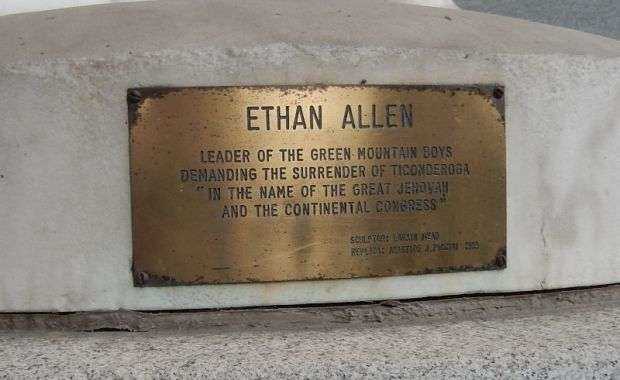 ETHAN ALLEN
LEADER OF THE GREEN MOUNTAIN BOYS
DEMANDING THE SURRENDER OF TICONDEROGA
"IN THE NAME OF THE GREAT JEHOVAH
AND THE CONTINENTAL CONGRESS"
SCULPTOR: LARKIN MEAD
REPLICA: ARISTIDE J.